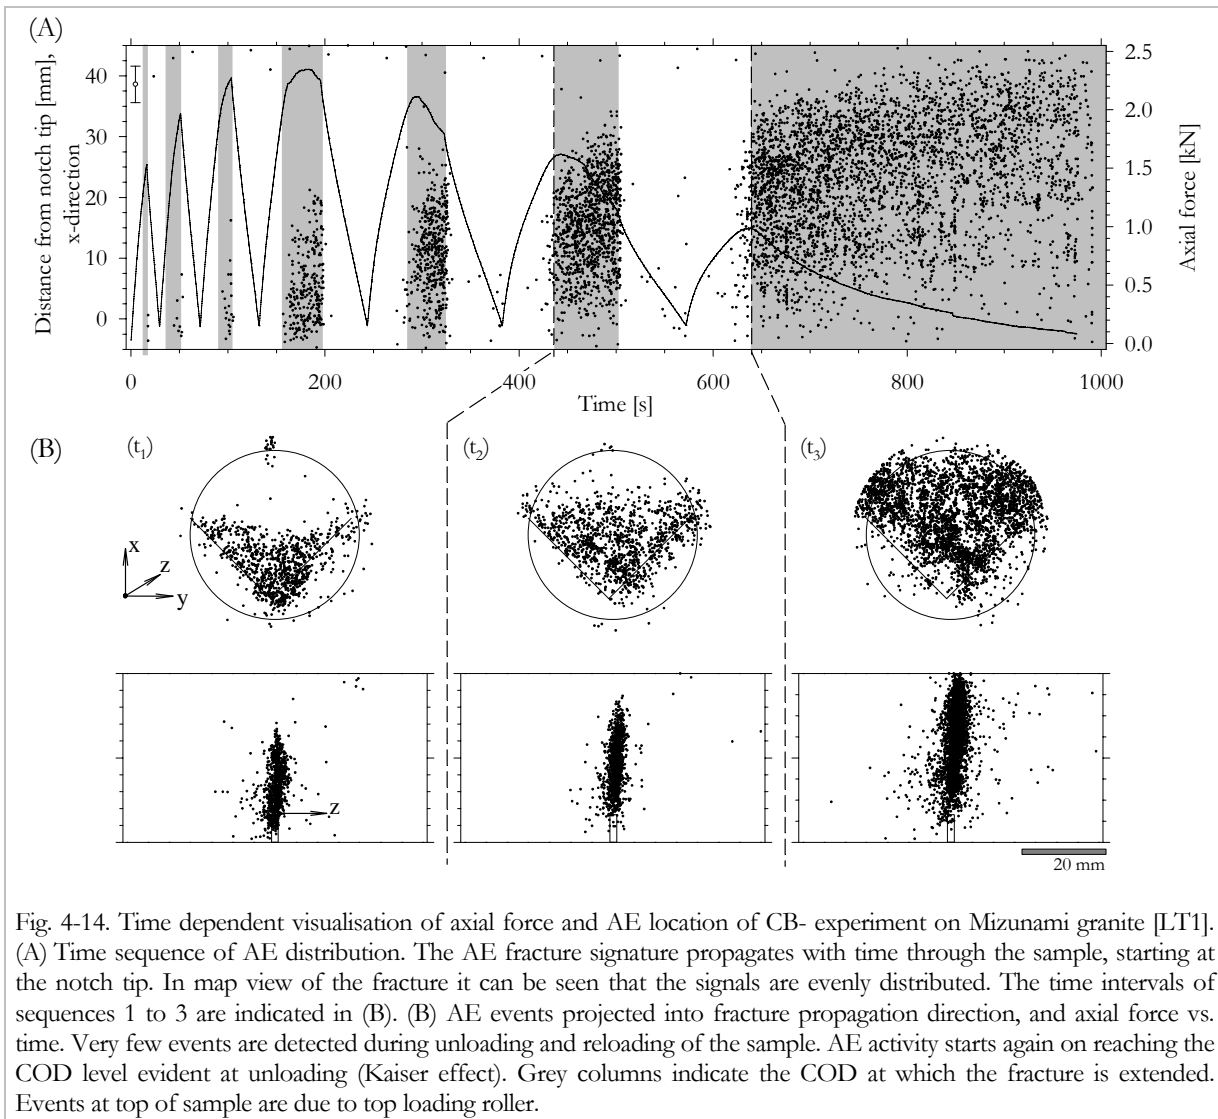 (A)
Distance from notch tip [mm],
x-direction
40
30
20
10
0
2.5
2.0
1.5
1.0
0.5
0.0
Axial force [kN]
0
200
400
600
800
1000
Time [s]
(B)
(t1)
(t2)
(t3)
x
z
y
z
20 mm
Fig. 4-14. Time dependent visualisation of axial force and AE location of CB- experiment on Mizunami granite [LT1].
(A) Time sequence of AE distribution. The AE fracture signature propagates with time through the sample, starting at
the notch tip. In map view of the fracture it can be seen that the signals are evenly distributed. The time intervals of
sequences 1 to 3 are indicated in (B). (B) AE events projected into fracture propagation direction, and axial force vs.
time. Very few events are detected during unloading and reloading of the sample. AE activity starts again on reaching the
COD level evident at unloading (Kaiser effect). Grey columns indicate the COD at which the fracture is extended.
Events at top of sample are due to top loading roller.